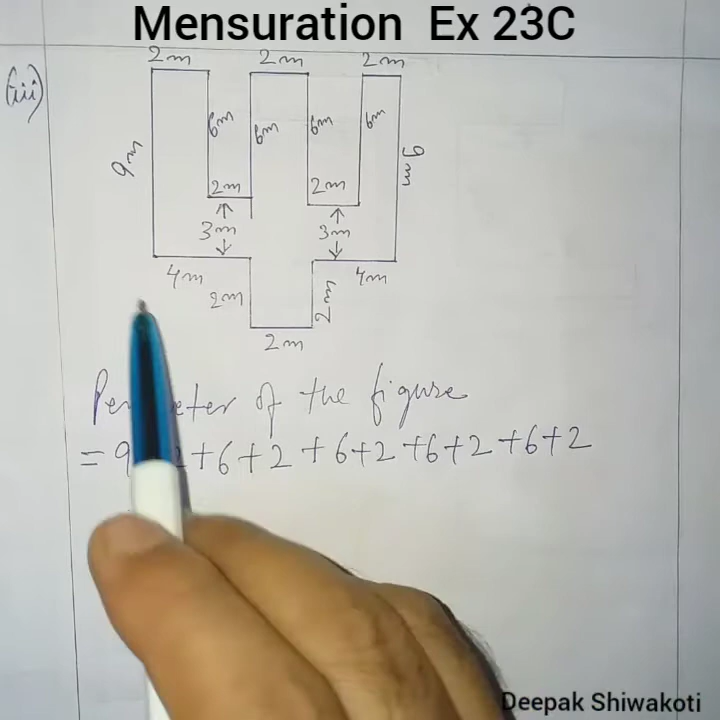 Mensuration Ex 23C
(iii)
2m 2m 2m
9m 6m 6m 6m 6m 9m
2m 2m
3m 3m
4m 4m
2m 2m
2m
of the figure
= 9 +6+2 +6+2 +6+2 +6+2
Deepak Shiwakoti